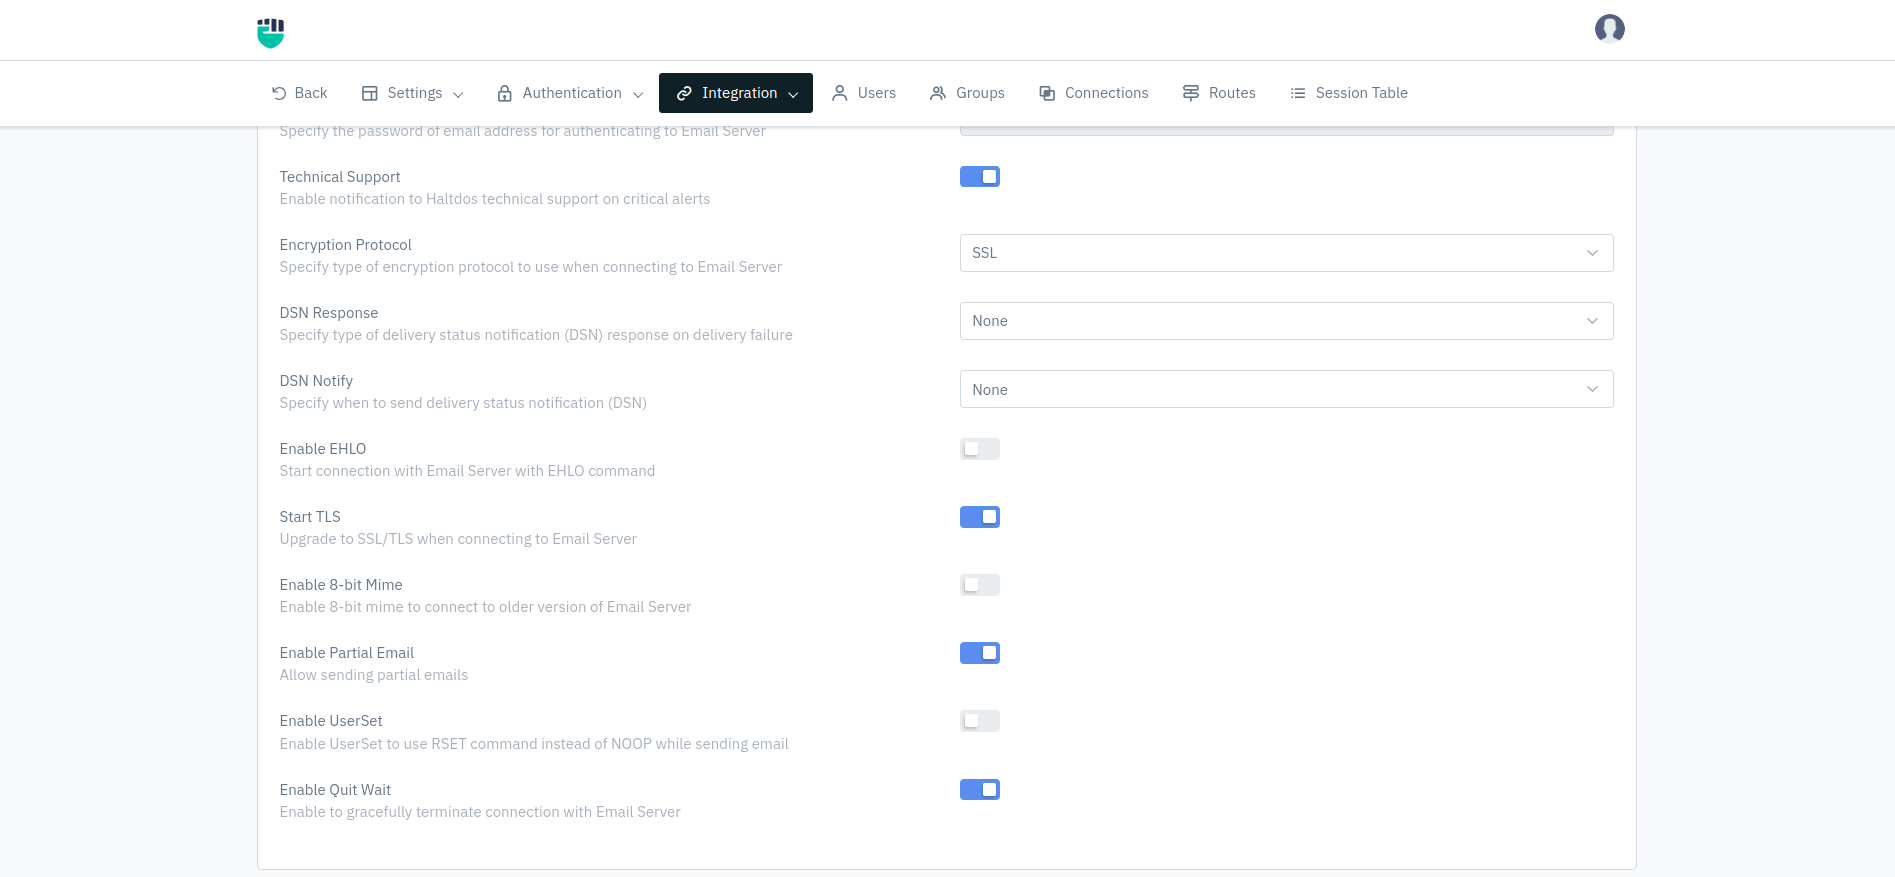 Back
Settings
Authentication
Integration
Users
Groups
Connections
Routes
Session Table
Specify the password of email address for authenticating to Email Server
Technical Support
Enable notification to Haltdos technical support on critical alerts
Encryption Protocol
SSL
Specify type of encryption protocol to use when connecting to Email Server
DSN Response
None
Specify type of delivery status notification (DSN) response on delivery failure
DSN Notify
None
Specify when to send delivery status notification (DSN)
Enable EHLO
Start connection with Email Server with EHLO command
Start TLS
Upgrade to SSL/TLS when connecting to Email Server
Enable 8-bit Mime
Enable 8-bit mime to connect to older version of Email Server
Enable Partial Email
Allow sending partial emails
Enable UserSet
Enable UserSet to use RSET command instead of NOOP while sending email
Enable Quit Wait
Enable to gracefully terminate connection with Email Server